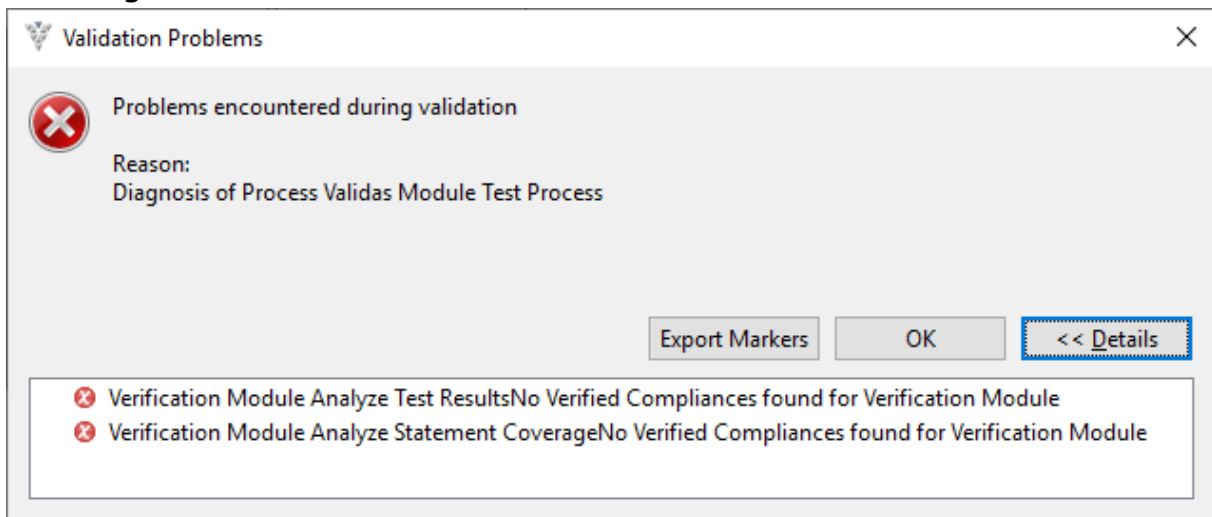 Validation Problems
Problems encountered during validation
Reason:
Diagnosis of Process Validas Module Test Process
Export Markers
OK
<< Details
Verification Module Analyze Test ResultsNo Verified Compliances found for Verification Module
Verification Module Analyze Statement CoverageNo Verified Compliances found for Verification Module